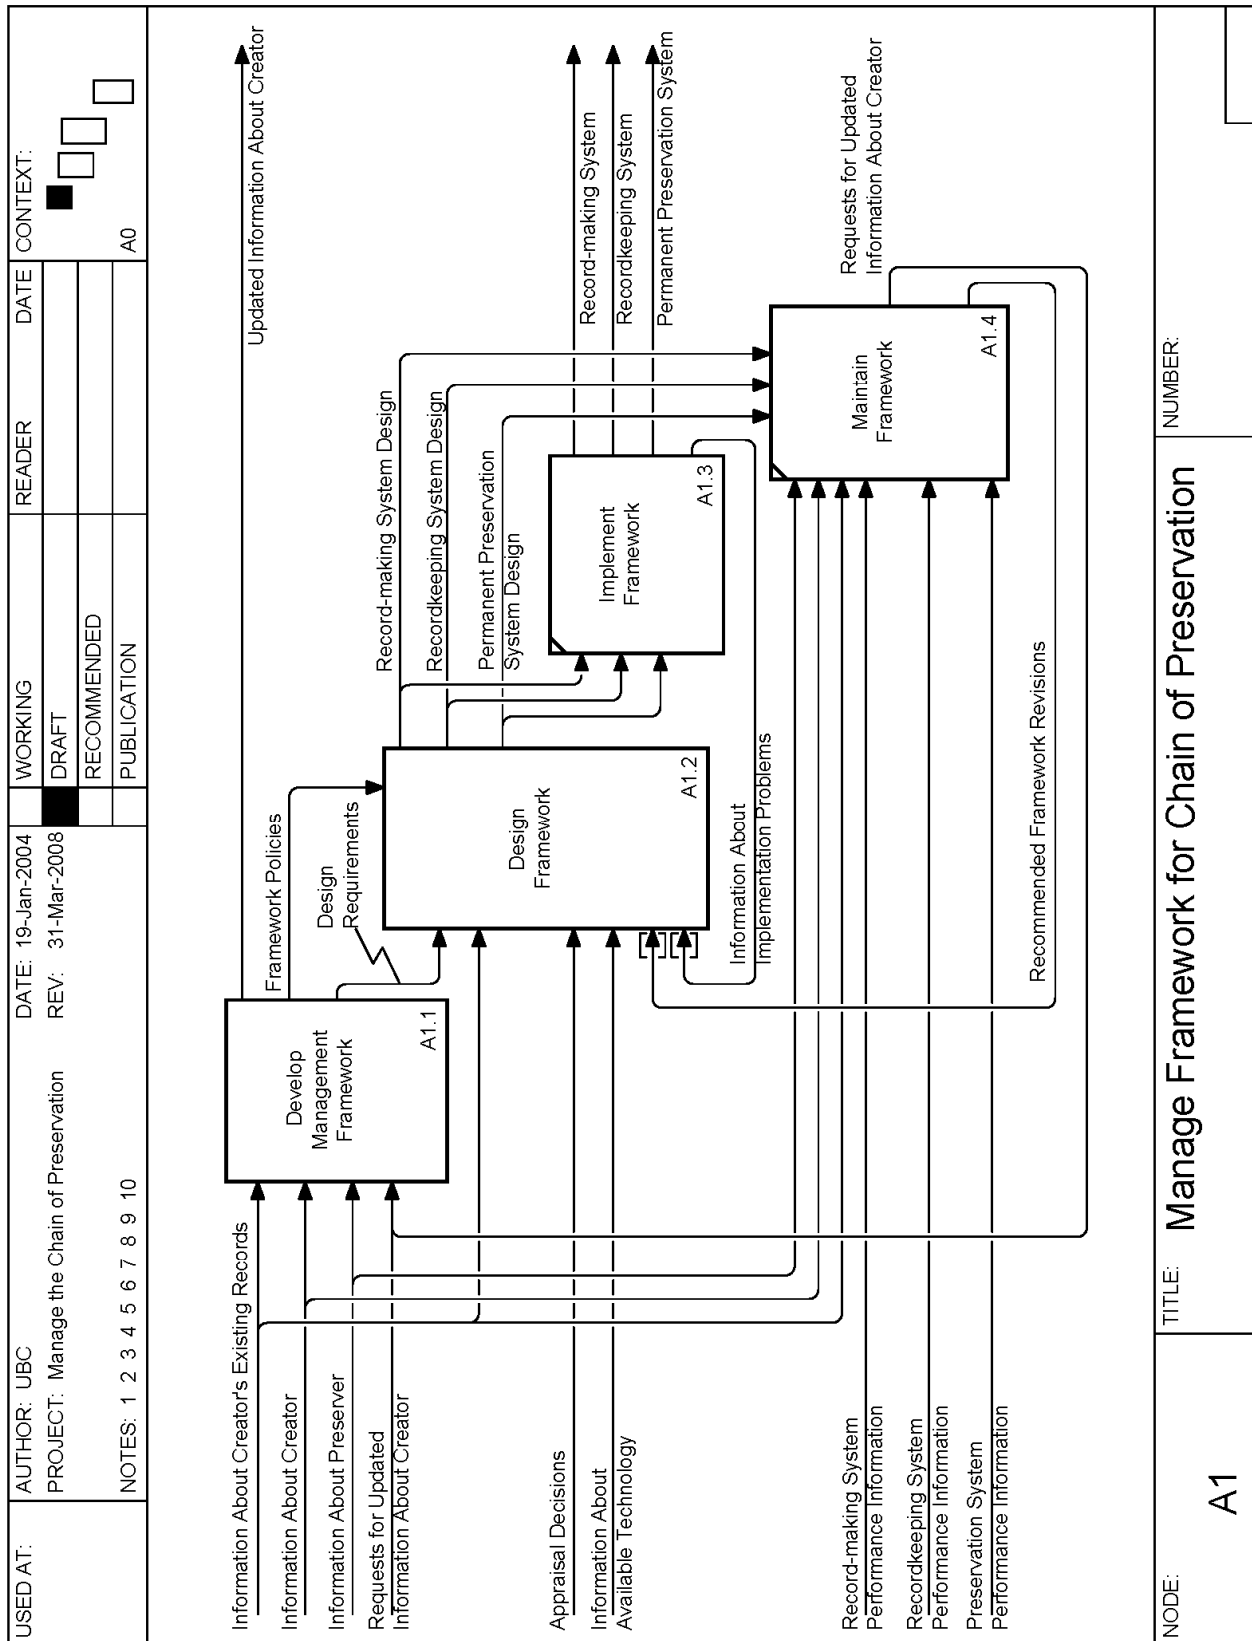 USED AT:
AUTHOR: UBC
PROJECT: Manage the Chain of Preservation
NOTES: 1 2 3 4 5 6 7 8 9 10
DATE: 19-Jan-2004
REV: 31-Mar-2008
WORKING
DRAFT
RECOMMENDED
PUBLICATION
READER
DATE
CONTEXT:
A0
Information About Creator's Existing Records
Information About Creator
Information About Preserver
Requests for Updated
Information About Creator
Appraisal Decisions
Information About
Available Technology
Record-making System
Performance Information
Recordkeeping System
Performance Information
Preservation System
Performance Information
Develop
Management
Framework
A1.1
Framework Policies
Design
Requirements
Design
Framework
A1.2
Information About
Implementation Problems
Record-making System Design
Recordkeeping System Design
Permanent Preservation
System Design
Implement
Framework
A1.3
Maintain
Framework
A1.4
Recommended Framework Revisions
Updated Information About Creator
Record-making System
Recordkeeping System
Permanent Preservation System
Requests for Updated
Information About Creator
NODE:
A1
TITLE:
Manage Framework for Chain of Preservation
NUMBER: